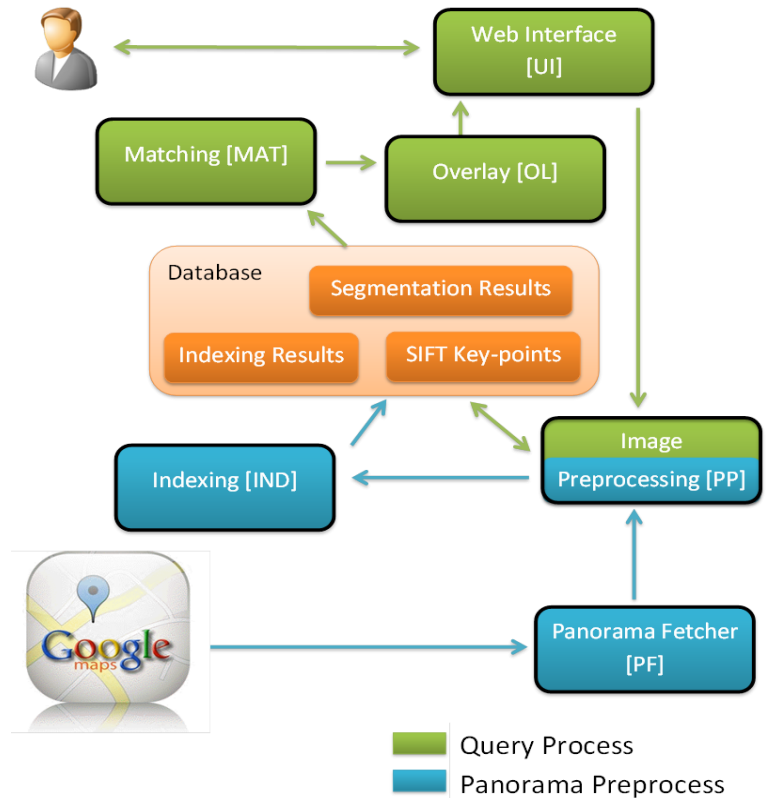 Web Interface
[UI]
Matching [MAT]
Overlay [OL]
Database
Segmentation Results
Indexing Results
SIFT Key-points
Image
Preprocessing [PP]
Indexing [IND]
Google
maps
Panorama Fetcher
[PF]
Query Process
Panorama Preprocess